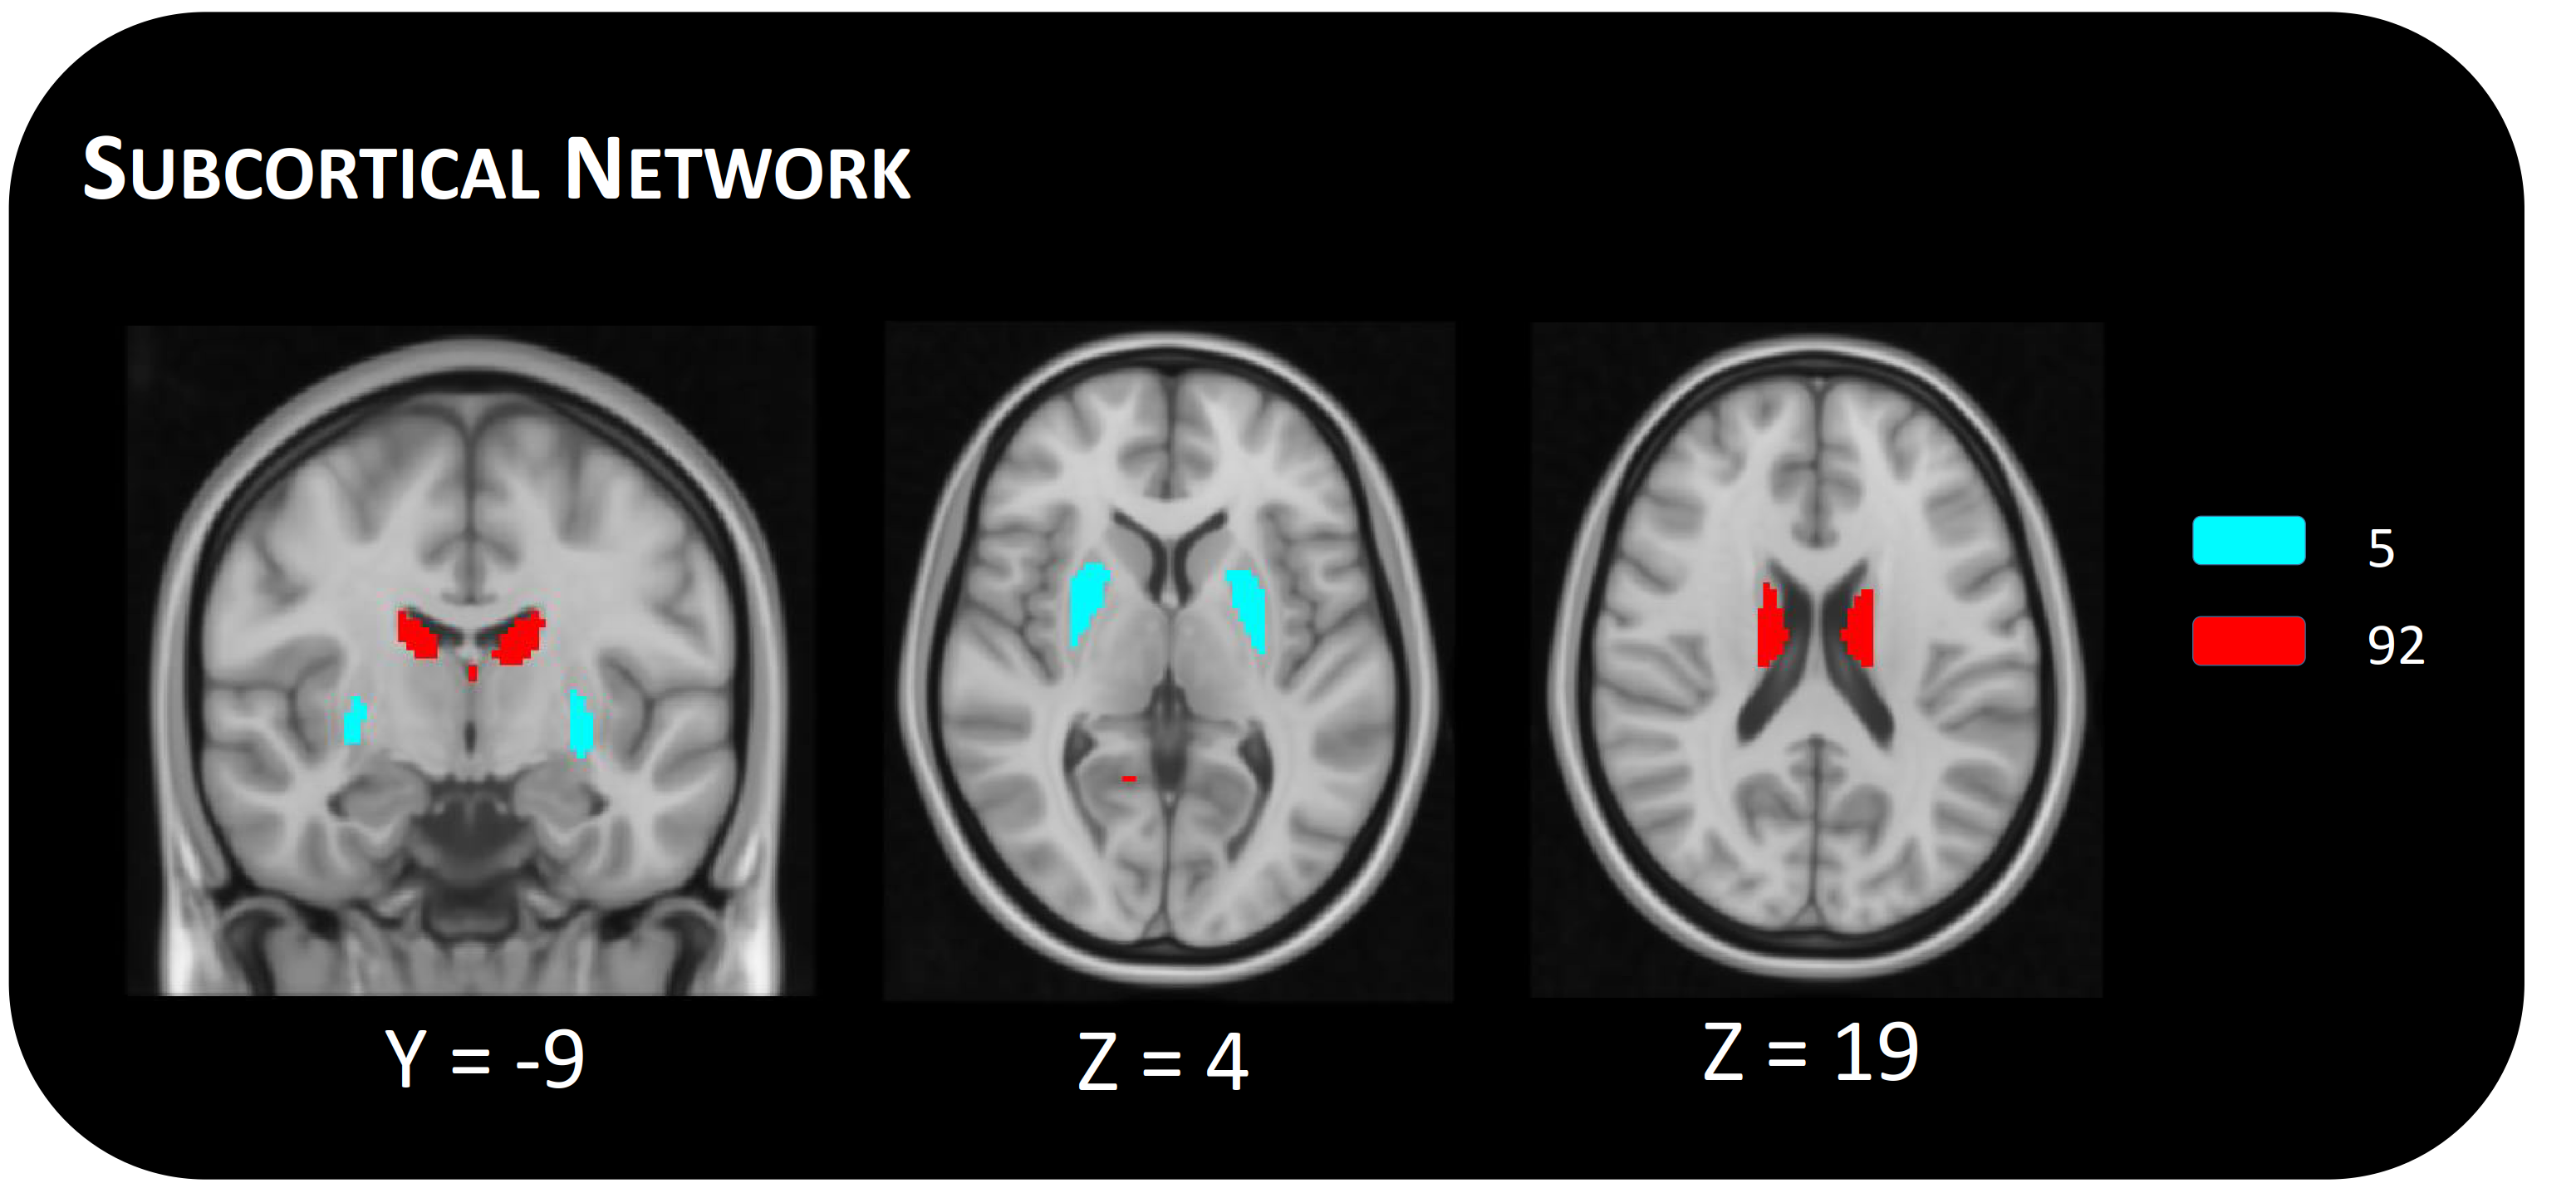 SUBCORTICAL NETWORK
5
92
Y = -9
Z = 4
Z = 19